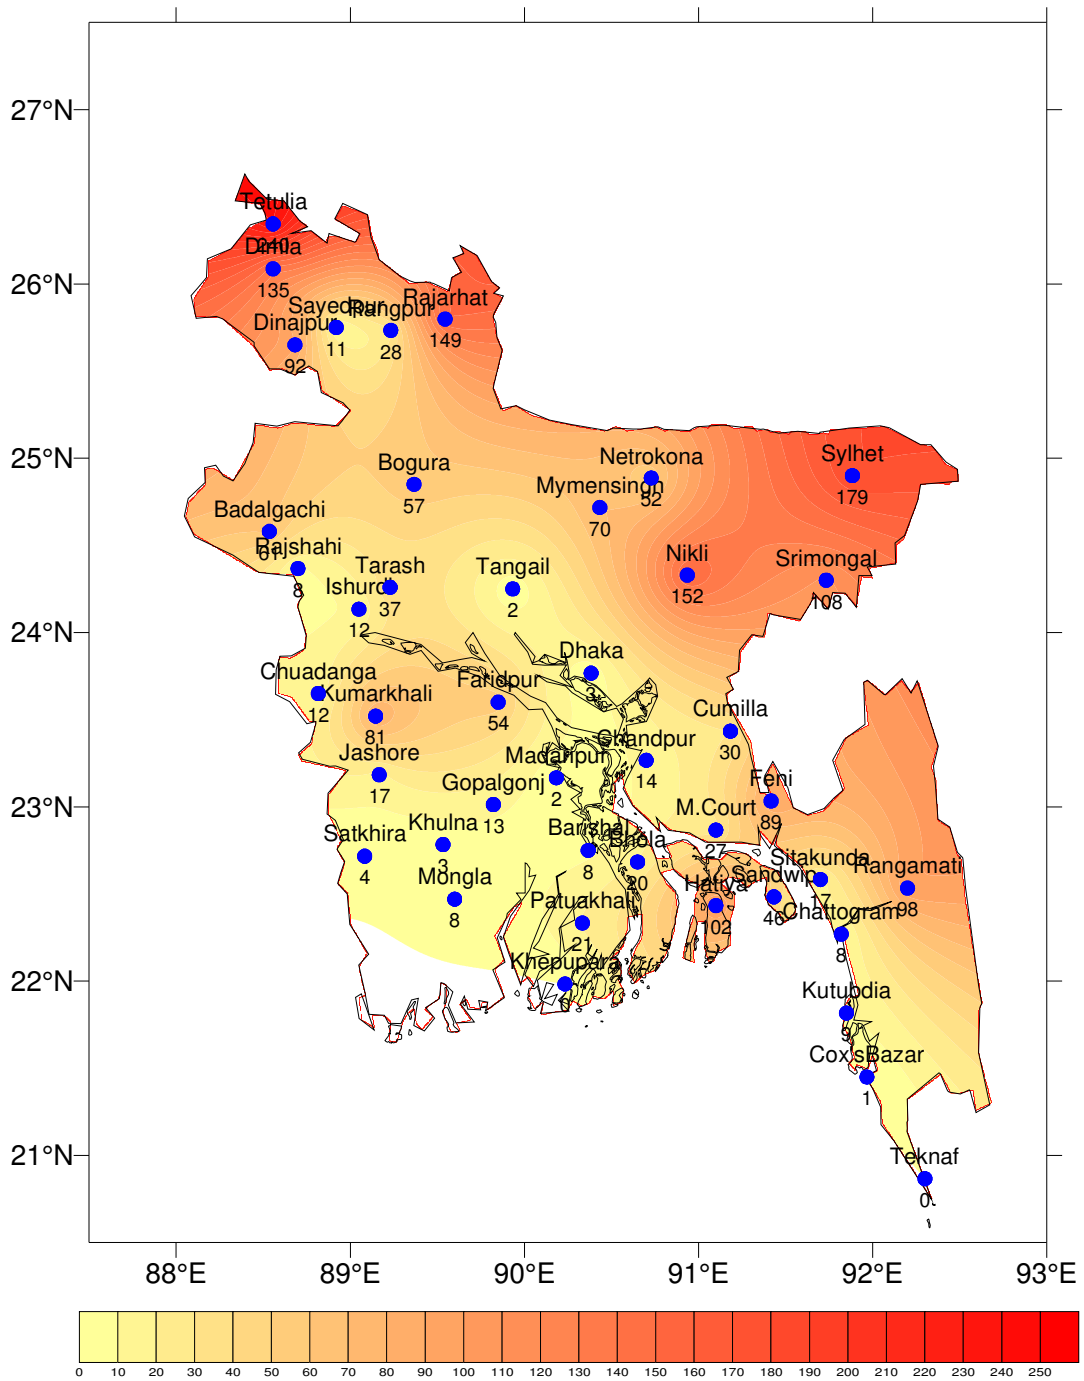 27°N
26°N
25°N
24°N
23°N
22°N
21°N
Tetulia
240
Dimla
135
Sayedpur
11
Rangpur
28
Rajarhat
149
Dinajpur
92
Bogura
57
Netrokona
52
Mymensingh
70
Sylhet
179
Badalgachi
61
Rajshahi
8
Tarash
37
Ishurdi
12
Tangail
2
Nikli
152
Srimongal
108
Dhaka
3
Chuadanga
12
Kumarkhali
81
Faridpur
54
Cumilla
30
Jashore
17
Madaripur
2
Chandpur
14
Gopalgonj
13
Feni
89
M.Court
27
Satkhira
4
Khulna
3
Barishal
8
Bhola
20
Mongla
8
Hatiya
102
Sandwip
46
Sitakunda
17
Rangamati
98
Patuakhali
21
Chattogram
8
Khepupara
Kutubdia
9
Cox'sBazar
1
Teknaf
0
88°E 89°E 90°E 91°E 92°E 93°E
0 10 20 30 40 50 60 70 80 90 100 110 120 130 140 150 160 170 180 190 200 210 220 230 240 250